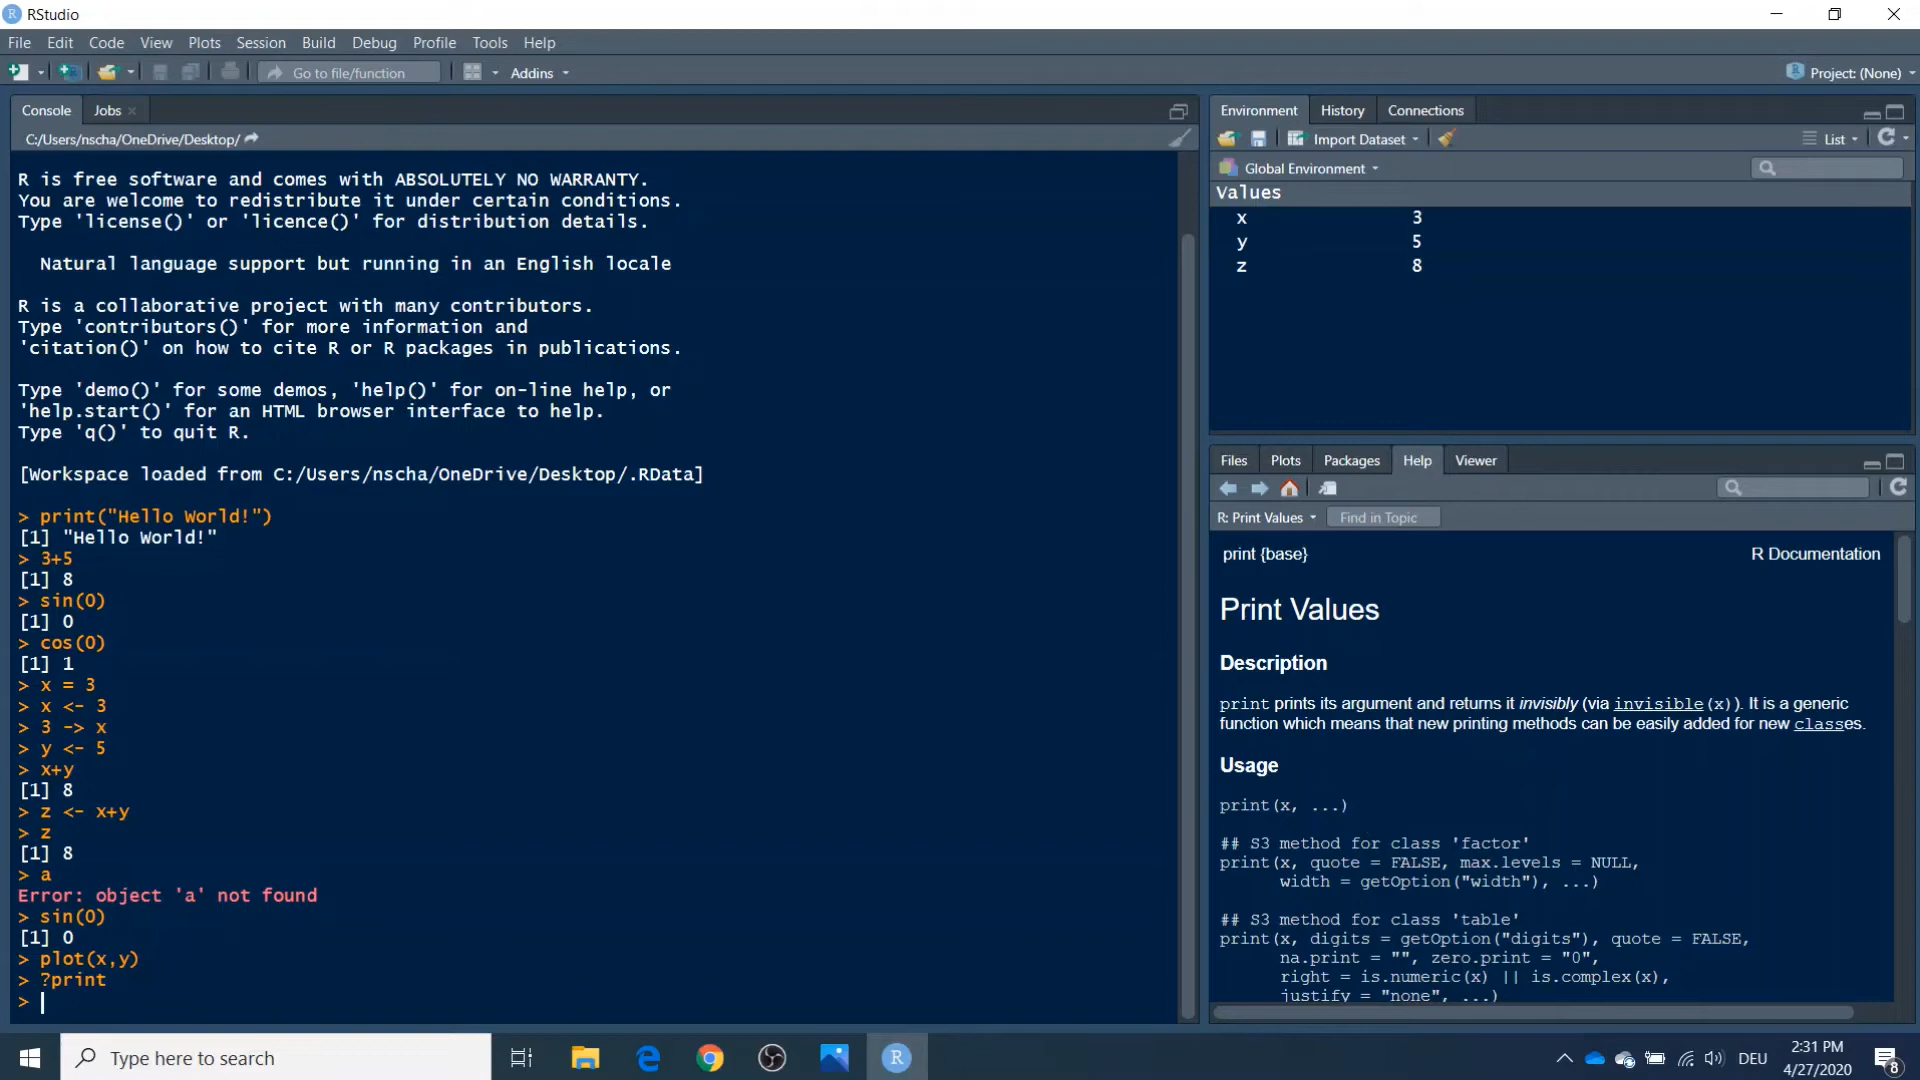 RStudio
File Edit Code View Plots Session Build Debug Profile Tools Help
Go to file/function Addins Project: (None)
Console Jobs
C:/Users/nscha/OneDrive/Desktop/
R is free software and comes with ABSOLUTELY NO WARRANTY.
You are welcome to redistribute it under certain conditions.
Type 'license()' or 'licence()' for distribution details.
Natural language support but running in an English locale
R is a collaborative project with many contributors.
Type 'contributors()' for more information and
'citation()' on how to cite R or R packages in publications.
Type 'demo()' for some demos, 'help()' for on-line help, or
'help.start()' for an HTML browser interface to help.
Type 'q()' to quit R.
[Workspace loaded from C:/Users/nscha/OneDrive/Desktop/.RData]
> print("Hello World!")
[1] "Hello World!"
> 3+5
[1] 8
> sin(0)
[1] 0
> cos(0)
[1] 1
> x = 3
> x <- 3
> 3 -> x
> y <- 5
> x+y
[1] 8
> z <- x+y
> z
[1] 8
> a
Error: object 'a' not found
> sin(0)
[1] 0
> plot(x,y)
> ?print
>
Environment History Connections
Import Dataset List
Global Environment
Values
x 3
y 5
z 8
Files Plots Packages Help Viewer
R: Print Values Find in Topic
print {base} R Documentation
Print Values
Description
print prints its argument and returns it invisibly (via invisible(x)). It is a generic
function which means that new printing methods can be easily added for new classes.
Usage
print(x, ...)
## S3 method for class 'factor'
print(x, quote = FALSE, max.levels = NULL,
width = getOption("width"), ...)
## S3 method for class 'table'
print(x, digits = getOption("digits"), quote = FALSE,
na.print = "", zero.print = "0",
right = is.numeric(x) || is.complex(x),
justify = "none", ...)
Type here to search
R
DEU
2:31 PM
4/27/2020
8